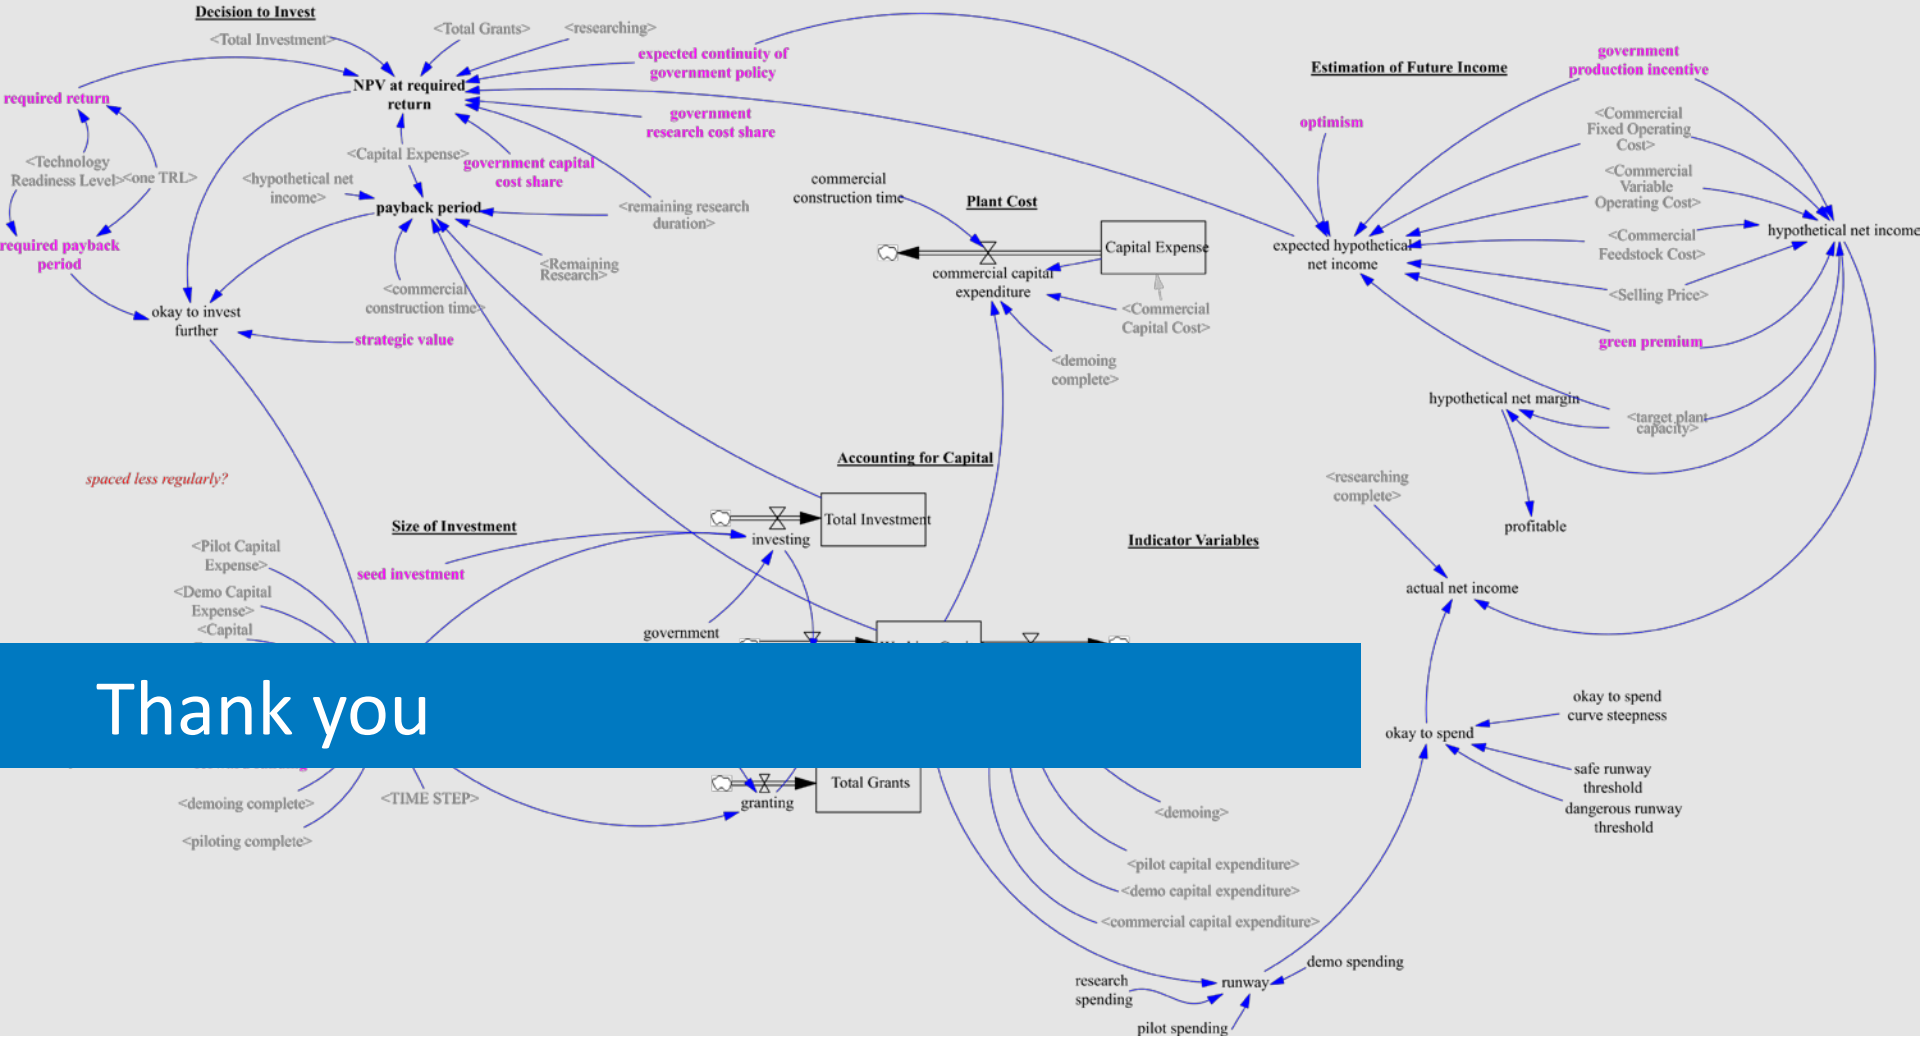 Decision to Invest
<Total Investment>
<Total Grants>
<researching>
expected continuity of
government policy
NPV at required
return
required return
government
research cost share
<Technology
Readiness Level>
<one TRL>
<Capital Expense>
government capital
cost share
<hypothetical net
income>
payback period
<remaining research
duration>
required payback
period
<Remaining
Research>
<commercial
construction time>
okay to invest
further
strategic value
commercial
construction time
Plant Cost
Capital Expense
commercial capital
expenditure
<Commercial
Capital Cost>
<demoing
complete>
Estimation of Future Income
government
production incentive
optimism
<Commercial
Fixed Operating
Cost>
<Commercial
Variable
Operating Cost>
<Commercial
Feedstock Cost>
expected hypothetical
net income
hypothetical net income
<Selling Price>
green premium
hypothetical net margin
<target plant
capacity>
profitable
spaced less regularly?
Size of Investment
<Pilot Capital
Expense>
<Demo Capital
Expense>
<Capital
seed investment
Accounting for Capital
Total Investment
investing
government
Indicator Variables
<researching
complete>
actual net income
Thank you
<demoing complete>
<piloting complete>
<TIME STEP>
Total Grants
granting
<demoing>
<pilot capital expenditure>
<demo capital expenditure>
<commercial capital expenditure>
okay to spend
curve steepness
okay to spend
safe runway
threshold
dangerous runway
threshold
demo spending
research
spending
runway
pilot spending